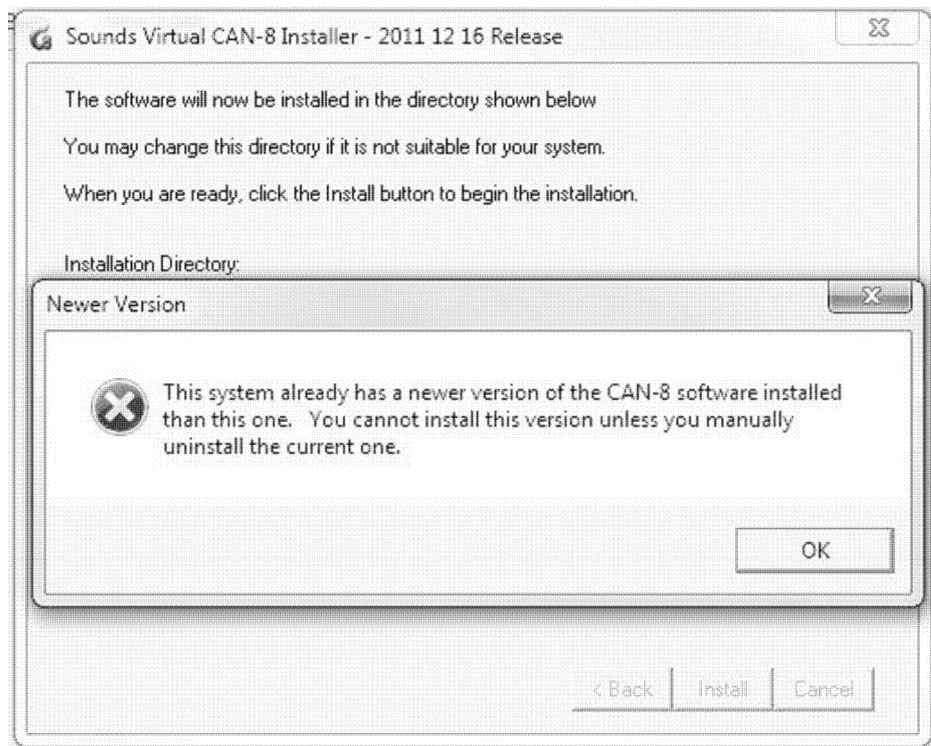 Sounds Virtual CAN-8 Installer - 2011 12 16 Release
The software will now be installed in the directory shown below
You may change this directory if it is not suitable for your system.
When you are ready, click the Install button to begin the installation.
Installation Directory:
Newer Version
This system already has a newer version of the CAN-8 software installed
than this one. You cannot install this version unless you manually
uninstall the current one.
OK
< Back Install Cancel